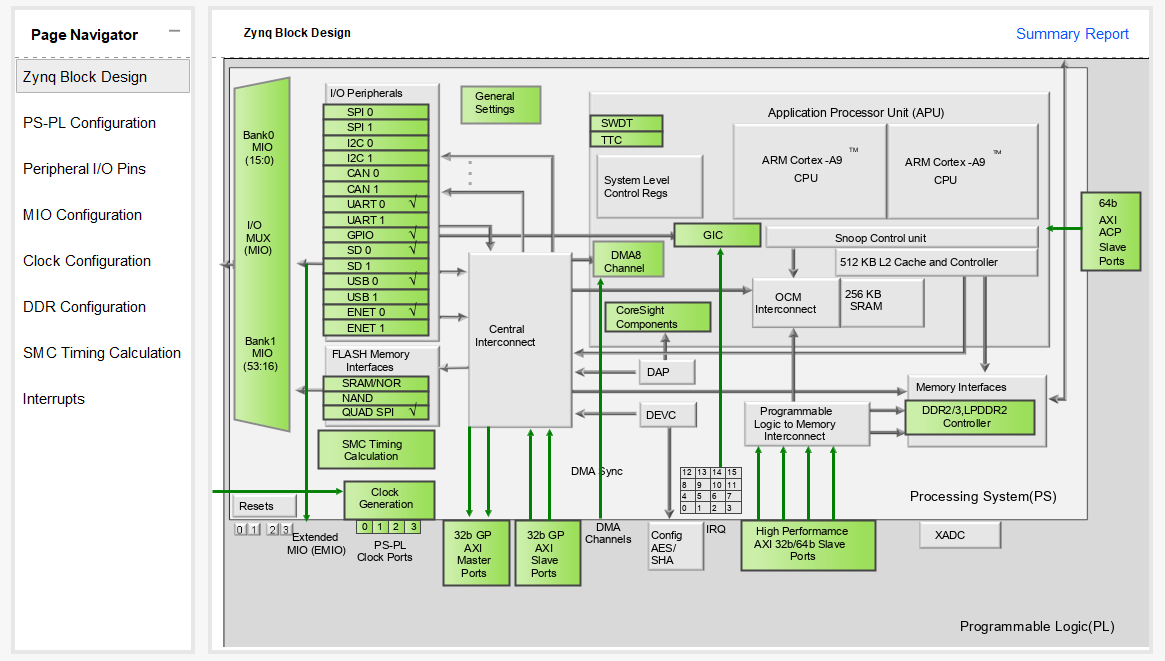 Page Navigator
Zynq Block Design
PS-PL Configuration
Peripheral I/O Pins
MIO Configuration
Clock Configuration
DDR Configuration
SMC Timing Calculation
Interrupts
Zynq Block Design
Summary Report
Bank0
MIO
(15:0)
I/O
MUX
(MIO)
Bank1
MIO
(53:16)
I/O Peripherals
SPI 0
SPI 1
I2C 0
I2C 1
CAN 0
CAN 1
UART 0 √
UART 1
GPIO √
SD 0 √
SD 1
USB 0 √
USB 1
ENET 0 √
ENET 1
FLASH Memory
Interfaces
SRAM/NOR
NAND
QUAD SPI √
SMC Timing
Calculation
General
Settings
Application Processor Unit (APU)
SWDT
TTC
System Level
Control Regs
ARM Cortex -A9 ™
CPU
ARM Cortex -A9 ™
CPU
GIC
Snoop Control unit
DMA8
Channel
512 KB L2 Cache and Controller
OCM
Interconnect
256 KB
SRAM
CoreSight
Components
Central
Interconnect
DAP
DEVC
Programmable
Logic to Memory
Interconnect
Memory Interfaces
DDR2/3,LPDDR2
Controller
64b
AXI
ACP
Slave
Ports
DMA Sync
12 13 14 15
8 9 10 11
4 5 6 7
0 1 2 3
Processing System(PS)
Resets
0 1 2 3
Clock
Generation
0 1 2 3
Extended
MIO (EMIO)
PS-PL
Clock Ports
32b GP
AXI
Master
Ports
32b GP
AXI
Slave
Ports
DMA
Channels
Config
AES/
SHA
IRQ
High Performamce
AXI 32b/64b Slave
Ports
XADC
Programmable Logic(PL)